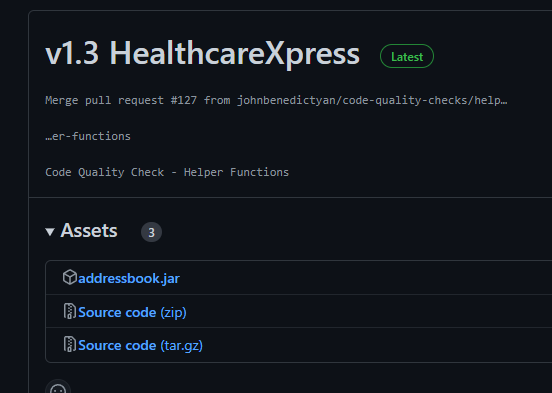 v1.3 HealthcareXpress Latest
Merge pull request #127 from johnbenedictyan/code-quality-checks/help…
…er-functions
Code Quality Check - Helper Functions
Assets 3
addressbook.jar
Source code (zip)
Source code (tar.gz)